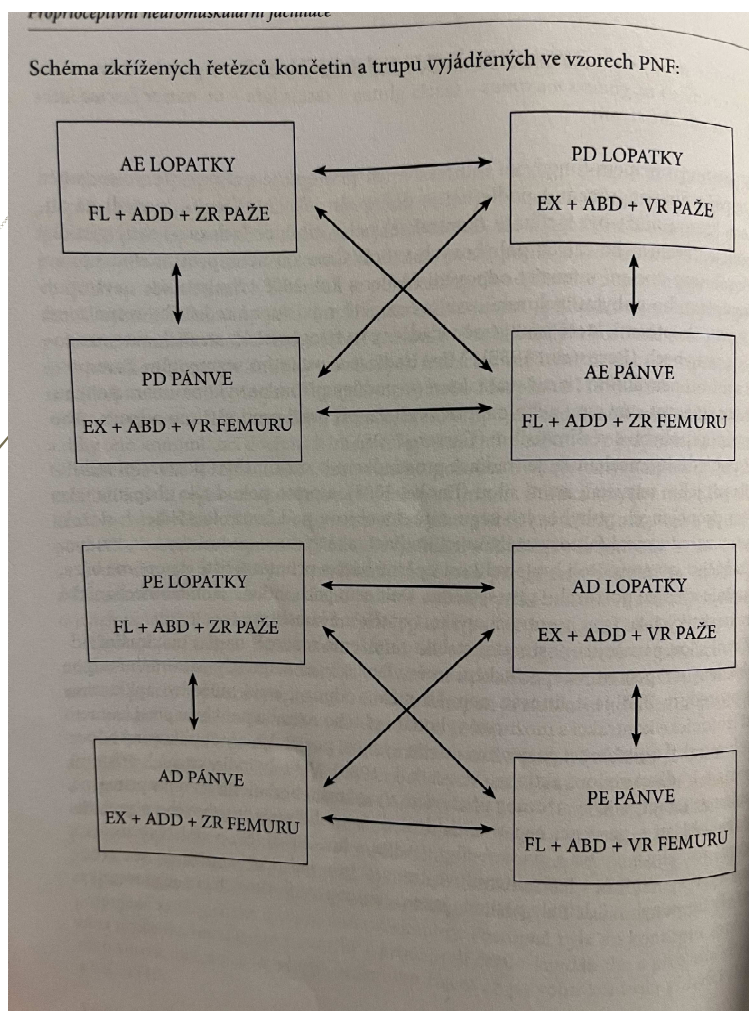 Proprioceptivní neuromuskulární facilitace
Schéma zkřížených řetězců končetin a trupu vyjádřených ve vzorech PNF:
AE LOPATKY
FL + ADD + ZR PAŽE
PD LOPATKY
EX + ABD + VR PAŽE
PD PÁNVE
EX + ABD + VR FEMURU
AE PÁNVE
FL + ADD + ZR FEMURU
PE LOPATKY
FL + ABD + ZR PAŽE
AD LOPATKY
EX + ADD + VR PAŽE
AD PÁNVE
EX + ADD + ZR FEMURU
PE PÁNVE
FL + ABD + VR FEMURU